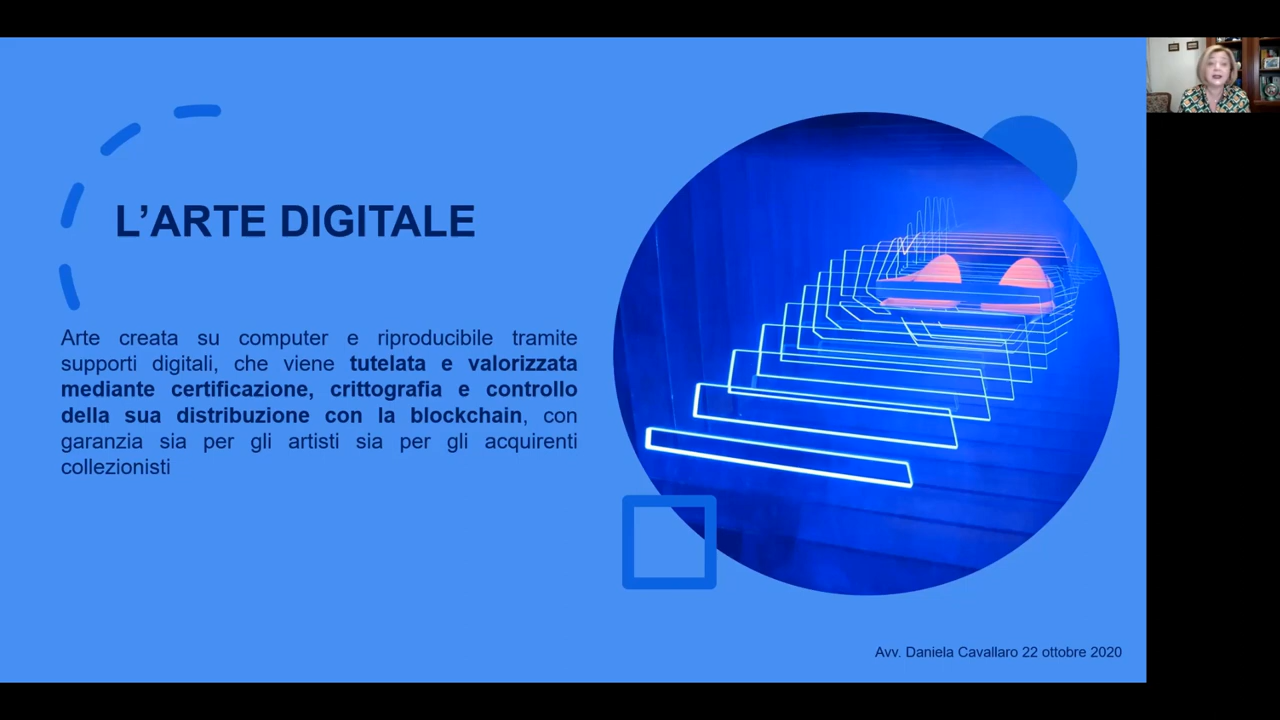 L’ARTE DIGITALE
Arte creata su computer e riproducibile tramite
supporti digitali, che viene tutelata e valorizzata
mediante certificazione, crittografia e controllo
della sua distribuzione con la blockchain, con
garanzia sia per gli artisti sia per gli acquirenti
collezionisti
Avv. Daniela Cavallaro 22 ottobre 2020